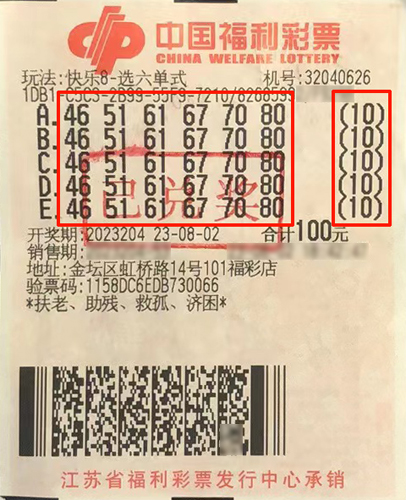 中国福利彩票
CHINA WELFARE LOTTERY
玩法:快乐8-选六单式 机号:32040626
1DB1-C5C3-2B99-55F9-7210/8268599
A.46 51 61 67 70 80 (10)
B.46 51 61 67 70 80 (10)
C.46 51 61 67 70 80 (10)
D.46 51 61 67 70 80 (10)
E.46 51 61 67 70 80 (10)
已兑奖
开奖期:2023204 23-08-02 合计100元
销售期:
地址:金坛区虹桥路14号101福彩店
验票码:1158DC6EDB730066
*扶老、助残、救孤、济困*
江苏省福利彩票发行中心承销